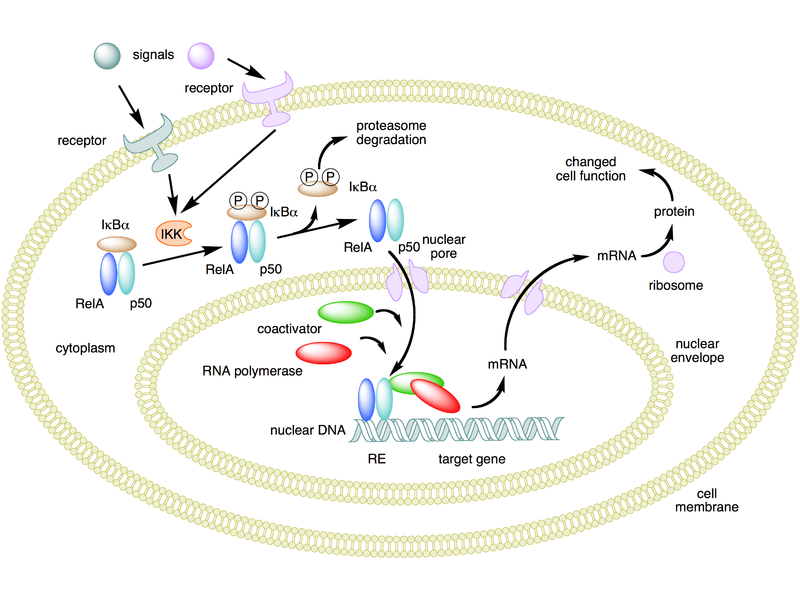 signals
receptor
receptor
proteasome
degradation
changed
cell function
P P
IκBα
P P
IκBα
protein
IκBα
IKK
RelA
p50
nuclear
pore
mRNA
RelA
p50
ribosome
RelA
p50
coactivator
cytoplasm
nuclear
envelope
RNA polymerase
mRNA
nuclear DNA
RE
target gene
cell
membrane